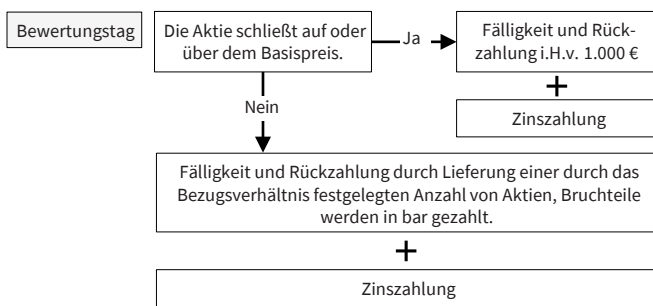 Bewertungstag
Die Aktie schließt auf oder
über dem Basispreis.
Ja
Fälligkeit und Rück-
zahlung i.H.v. 1.000 €
+
Zinszahlung
Nein
Fälligkeit und Rückzahlung durch Lieferung einer durch das
Bezugsverhältnis festgelegten Anzahl von Aktien, Bruchteile
werden in bar gezahlt.
+
Zinszahlung